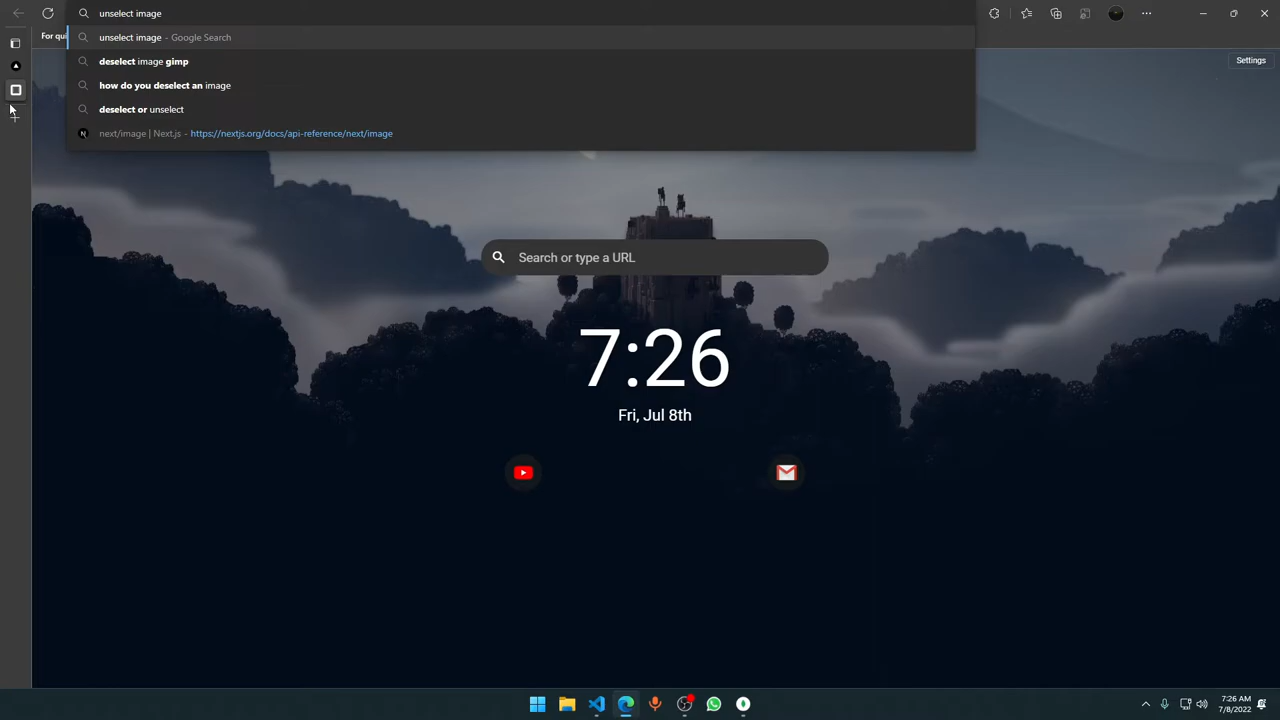 unselect image
unselect image - Google Search
For qui
deselect image gimp
Settings
how do you deselect an image
deselect or unselect
next/image | Next.js - https://nextjs.org/docs/api-reference/next/image
Search or type a URL
7:26
Fri, Jul 8th
7:26 AM
7/8/2022